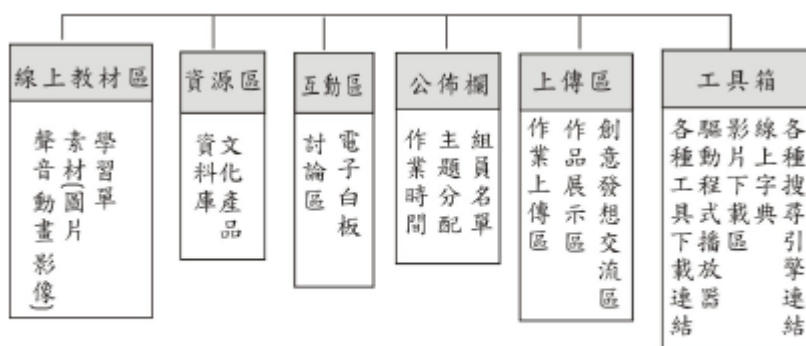 線上教材區
學習單
素材(圖片
聲音動畫影像)
資源區
文化產品
資料庫
互動區
電子白板
討論區
公佈欄
組員名單
主題分配
作業時間
上傳區
創意發想交流區
作品展示區
作業上傳區
工具箱
各種搜尋引擎連結
線上字典
影片下載區
驅動程式播放器
各種工具下載連結